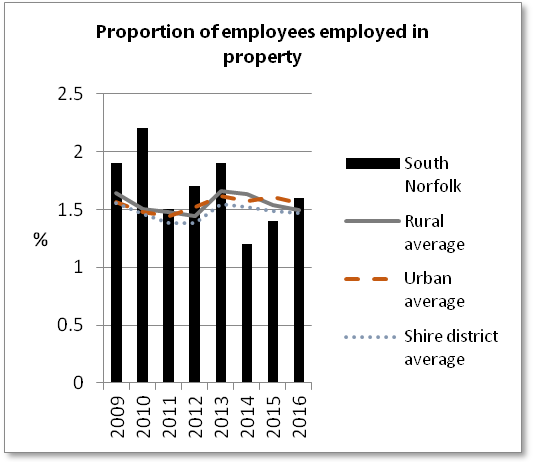 Proportion of employees employed in
property
2.5
2
1.5
1
0.5
0
%
2009
2010
2011
2012
2013
2014
2015
2016
South
Norfolk
Rural
average
Urban
average
Shire district
average